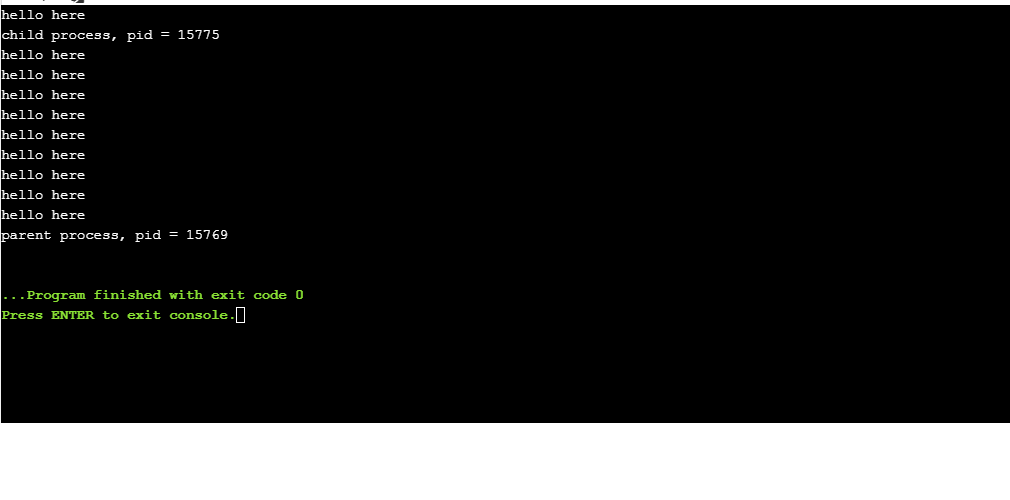 hello here
child process, pid = 15775
hello here
hello here
hello here
hello here
hello here
hello here
hello here
hello here
hello here
parent process, pid = 15769
...Program finished with exit code 0
Press ENTER to exit console.